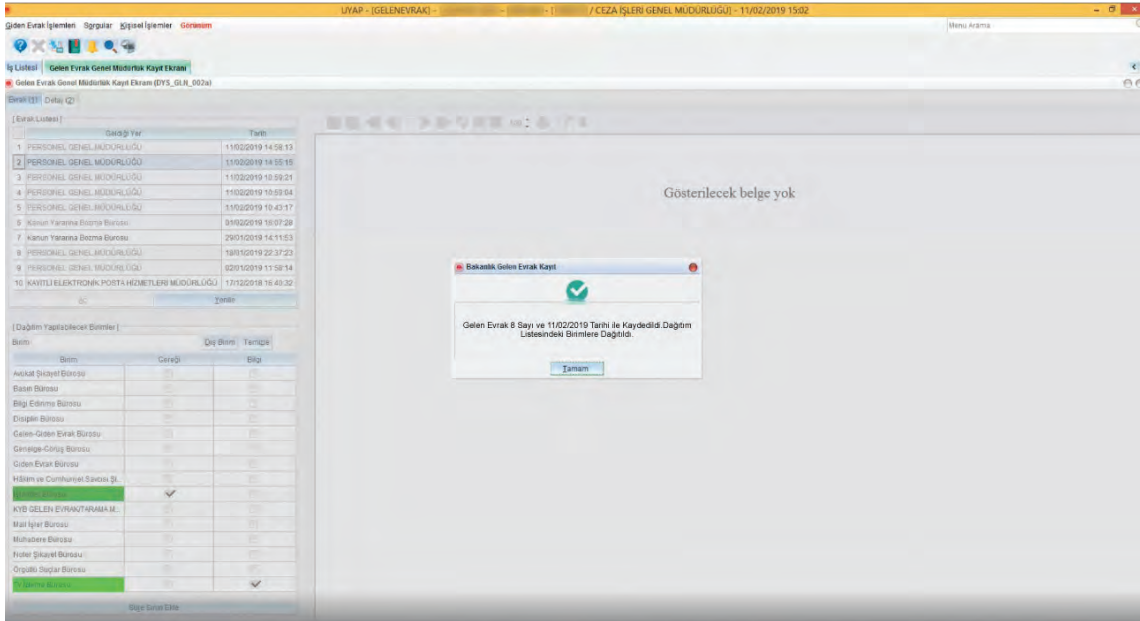 UYAP - [GELENEVRAK] - - - [ / CEZA İŞLERİ GENEL MÜDÜRLÜĞÜ] - 11/02/2019 15:02
Giden Evrak İşlemleri Sorgular Kişisel İşlemler Görünüm
Menu Arama
İş Listesi Gelen Evrak Genel Müdürlük Kayıt Ekranı
Gelen Evrak Genel Müdürlük Kayıt Ekranı (DYS_GLN_002a)
Evrak (1) Detay (2)
[ Evrak Listesi ]
Geldiği Yer Tarih
1 PERSONEL GENEL MÜDÜRLÜĞÜ 11/02/2019 14:58:13
2 PERSONEL GENEL MÜDÜRLÜĞÜ 11/02/2019 14:55:15
3 PERSONEL GENEL MÜDÜRLÜĞÜ 11/02/2019 10:59:21
4 PERSONEL GENEL MÜDÜRLÜĞÜ 11/02/2019 10:59:04
5 PERSONEL GENEL MÜDÜRLÜĞÜ 11/02/2019 10:43:17
6 Kanun Yararına Bozma Bürosu
7 Kanun Yararına Bozma Bürosu 29/01/2019 14:11:53
8 PERSONEL GENEL MÜDÜRLÜĞÜ 18/01/2019 22:37:23
9 PERSONEL GENEL MÜDÜRLÜĞÜ 02/01/2019 11:58:14
10 KAYITLI ELEKTRONİK POSTA HİZMETLERİ MÜDÜRLÜĞÜ 17/12/2018 16:40:32
Yenile
[ Dağıtım Yapılabilecek Birimler ]
Birim Dış Birim Temizle
Birim Gereği Bilgi
Avukat Şikayet Bürosu
Basın Bürosu
Bilgi Edinme Bürosu
Disiplin Bürosu
Gelen-Giden Evrak Bürosu
Genelge-Görüş Bürosu
Giden Evrak Bürosu
Hâkim ve Cumhuriyet Savcısı Şi..
KYB GELEN EVRAK/TARAMA M..
Mali İşler Bürosu
Muhabere Bürosu
Noter Şikayet Bürosu
Örgütlü Suçlar Bürosu
Gösterilecek belge yok
Bakanlık Gelen Evrak Kayıt
Gelen Evrak 8 Sayı ve 11/02/2019 Tarihi ile Kaydedildi.Dağıtım
Listesindeki Birimlere Dağıtıldı.
Tamam